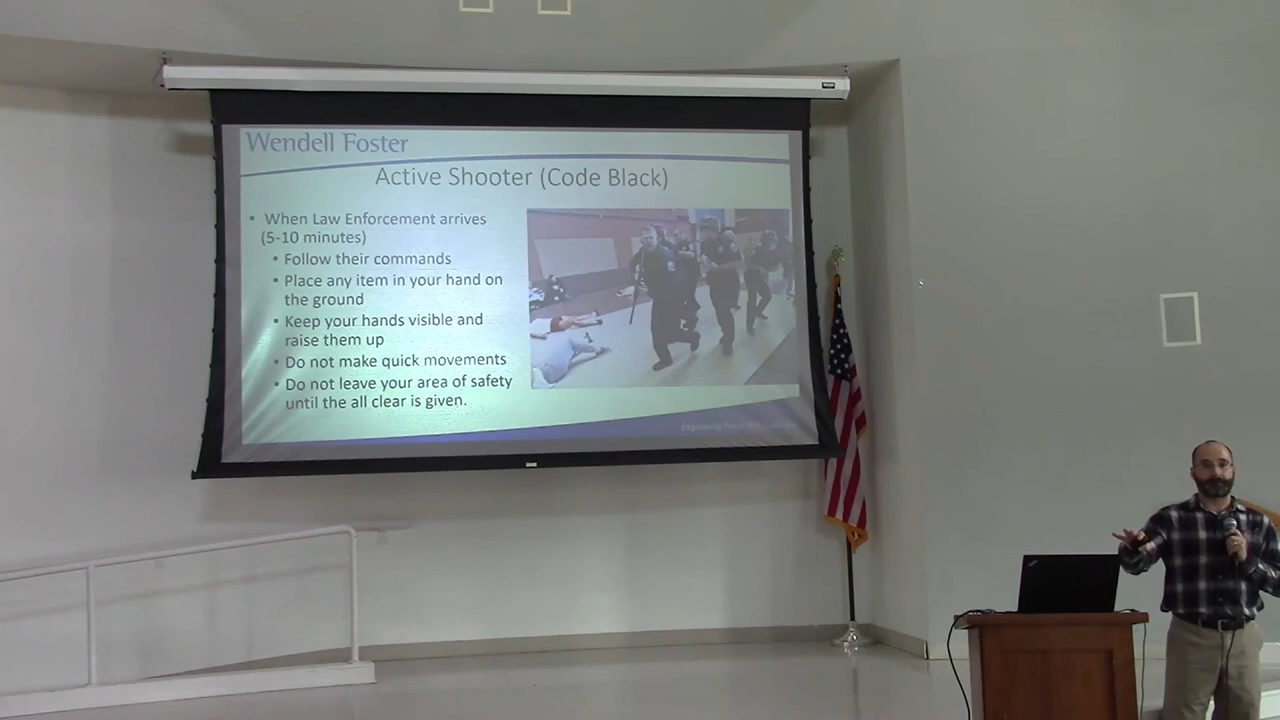 Wendell Foster
Active Shooter (Code Black)
• When Law Enforcement arrives
(5-10 minutes)
• Follow their commands
• Place any item in your hand on
the ground
• Keep your hands visible and
raise them up
• Do not make quick movements
• Do not leave your area of safety
until the all clear is given.
Empowering